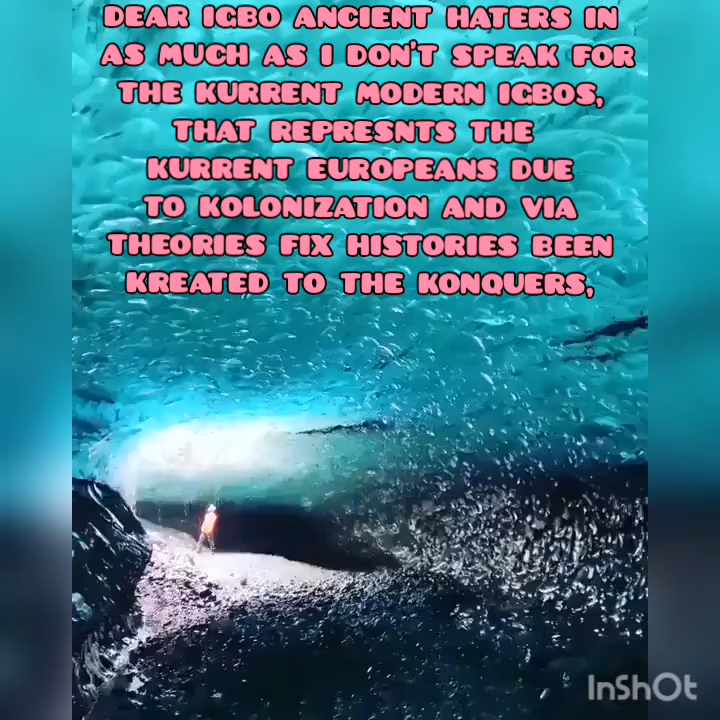 DEAR IGBO ANCIENT HATERS IN
AS MUCH AS I DON'T SPEAK FOR
THE KURRENT MODERN IGBOS,
THAT REPRESNTS THE
KURRENT EUROPEANS DUE
TO KOLONIZATION AND VIA
THEORIES FIX HISTORIES BEEN
KREATED TO THE KONQUERS,
InShOt